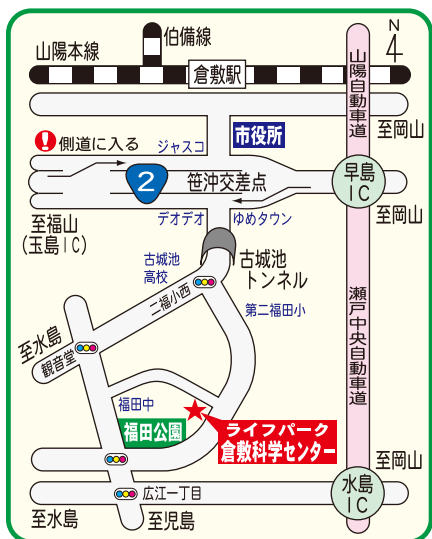 伯備線
N
4
山陽本線
倉敷駅
山陽自動車道
至岡山
市役所
!
側道に入る
ジャスコ
2
笹沖交差点
早島
IC
至岡山
至福山
(玉島IC)
デオデオ
ゆめタウン
古城池
高校
古城池
トンネル
二福小西
第二福田小
瀬戸中央自動車道
至水島
観音堂
福田中
福田公園
ライフパーク
倉敷科学センター
至岡山
水島
IC
広江一丁目
至水島
至児島